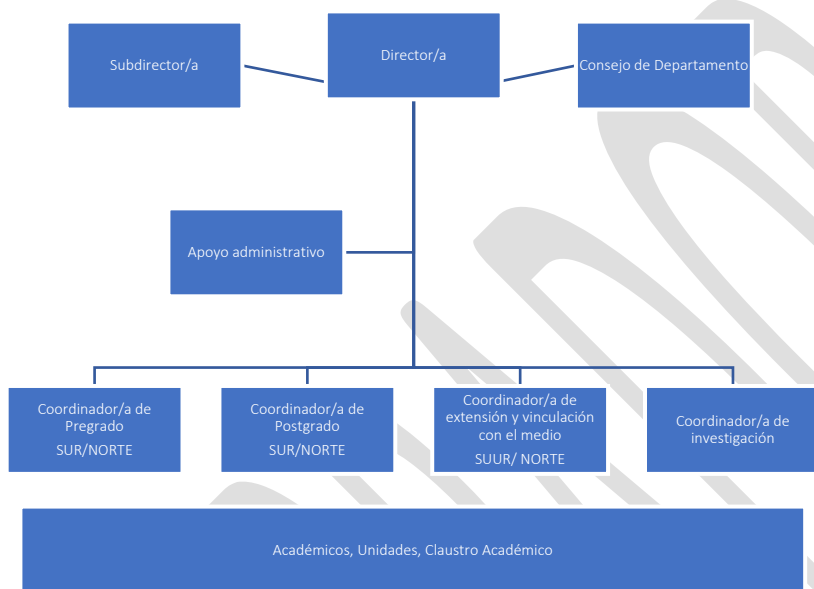 Subdirector/a
Director/a
Consejo de Departamento
Apoyo administrativo
Coordinador/a de
Pregrado
SUR/NORTE
Coordinador/a de
Postgrado
SUR/NORTE
Coordinador/a de
extensión y vinculación
con el medio
SUUR/ NORTE
Coordinador/a de
investigación
Académicos, Unidades, Claustro Académico